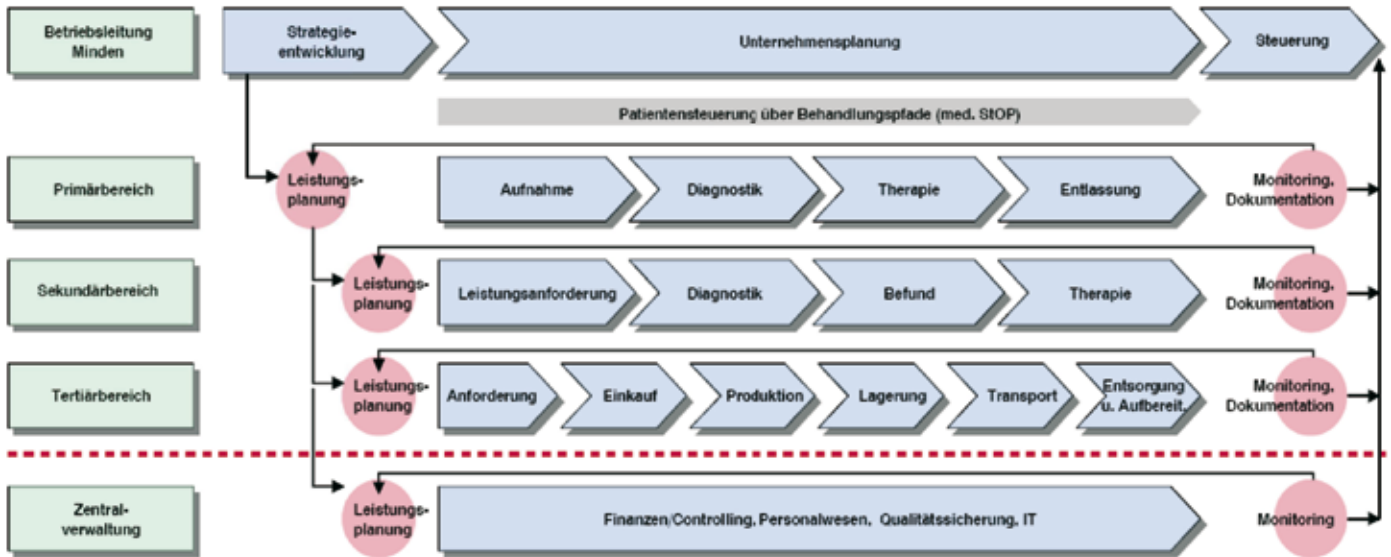 Betriebsleitung
Minden
Strategie-
entwicklung
Unternehmensplanung
Steuerung
Patientensteuerung über Behandlungspfade (med. StOP)
Primärbereich
Leistungs-
planung
Aufnahme
Diagnostik
Therapie
Entlassung
Monitoring,
Dokumentation
Sekundärbereich
Leistungs-
planung
Leistungsanforderung
Diagnostik
Befund
Therapie
Monitoring,
Dokumentation
Tertiärbereich
Leistungs-
planung
Anforderung
Einkauf
Produktion
Lagerung
Transport
Entsorgung
u. Aufbereit.
Monitoring,
Dokumentation
Zentral-
verwaltung
Leistungs-
planung
Finanzen/Controlling, Personalwesen, Qualitätssicherung, IT
Monitoring